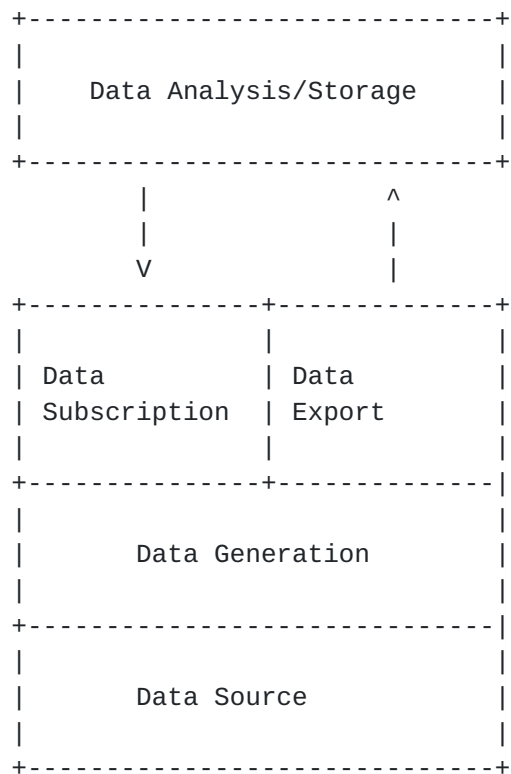 Data Analysis/Storage
Data
Subscription
Data
Export
Data Generation
Data Source